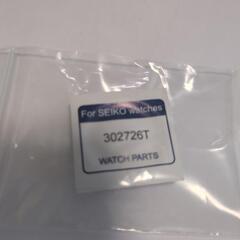 For SEIKO watches
302726T
WATCH PARTS